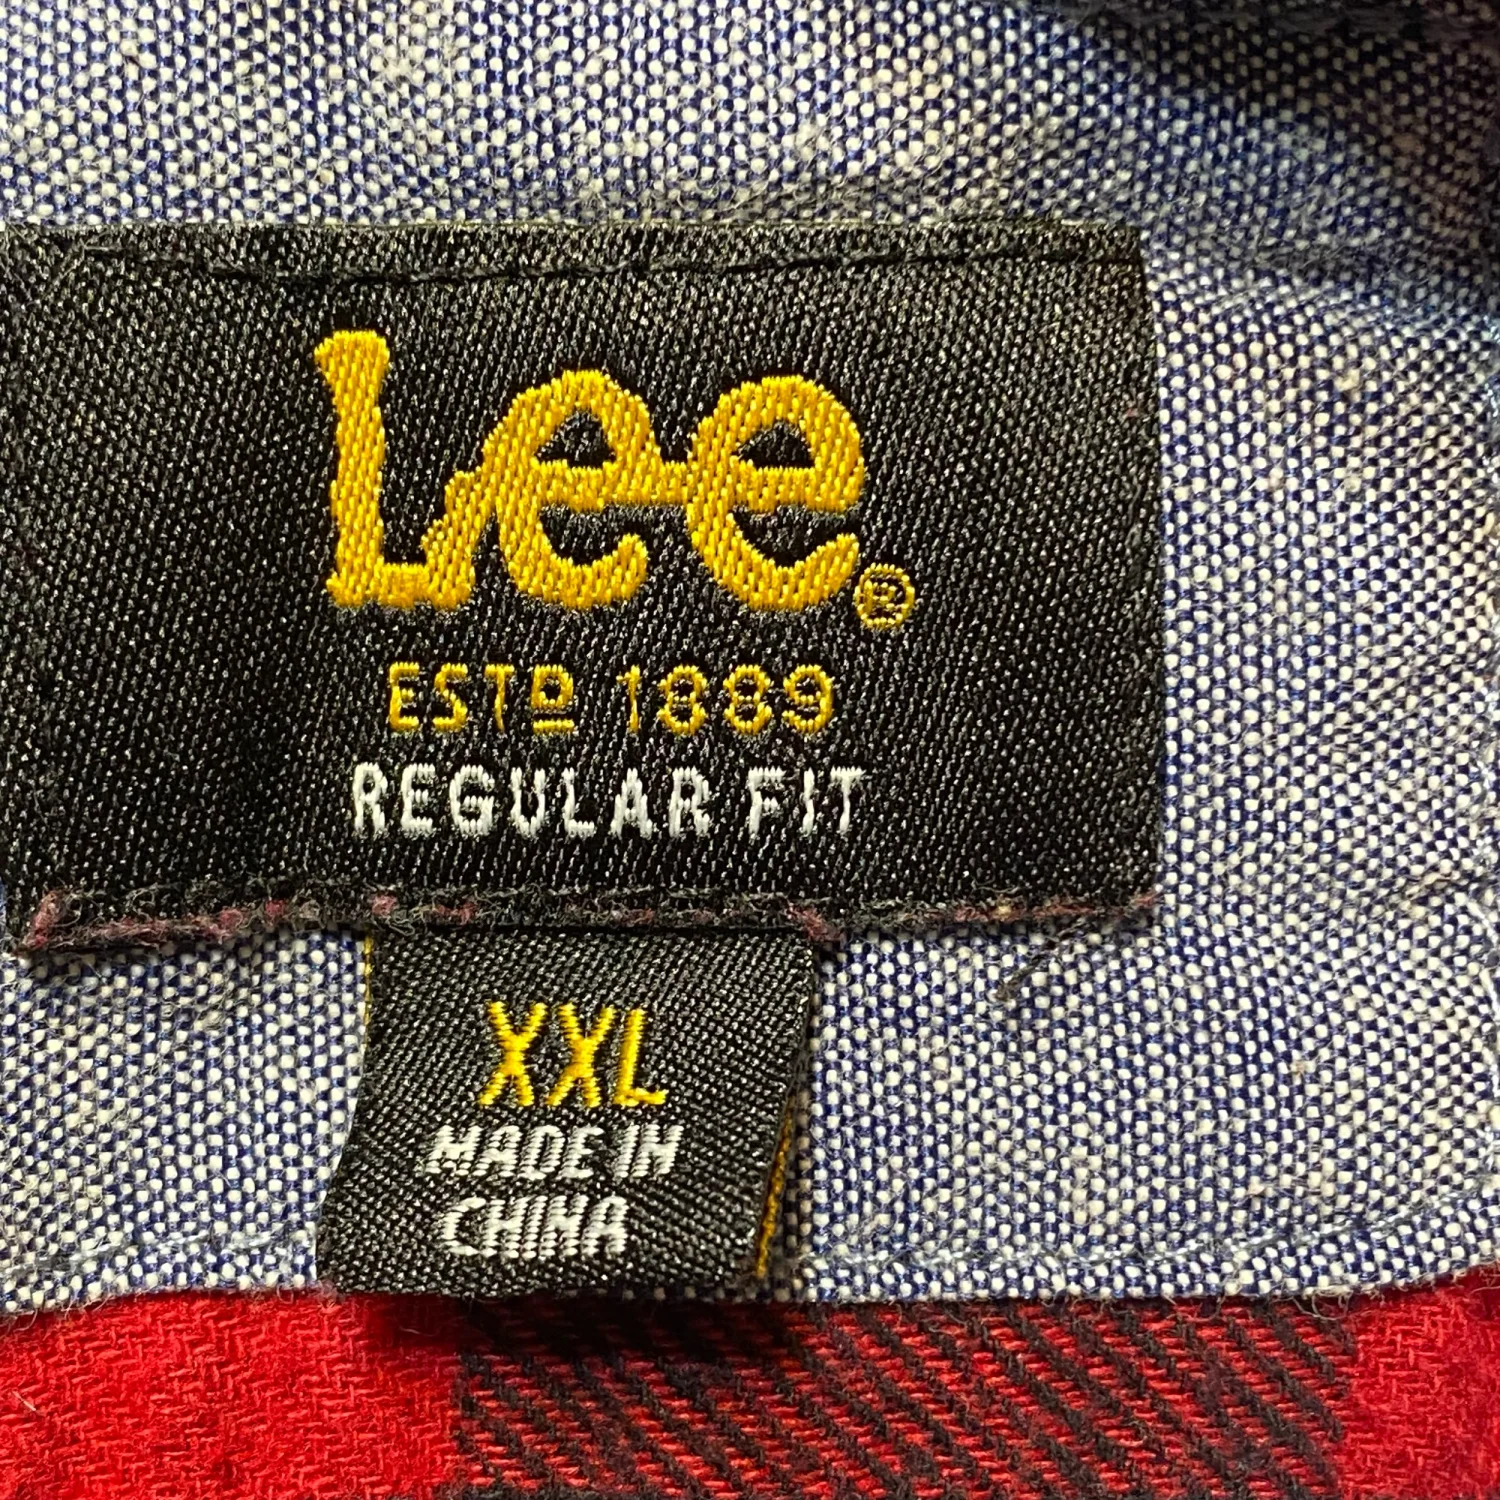 Lee®
ESTD 1889
REGULAR FIT
XXL
MADE IN
CHINA